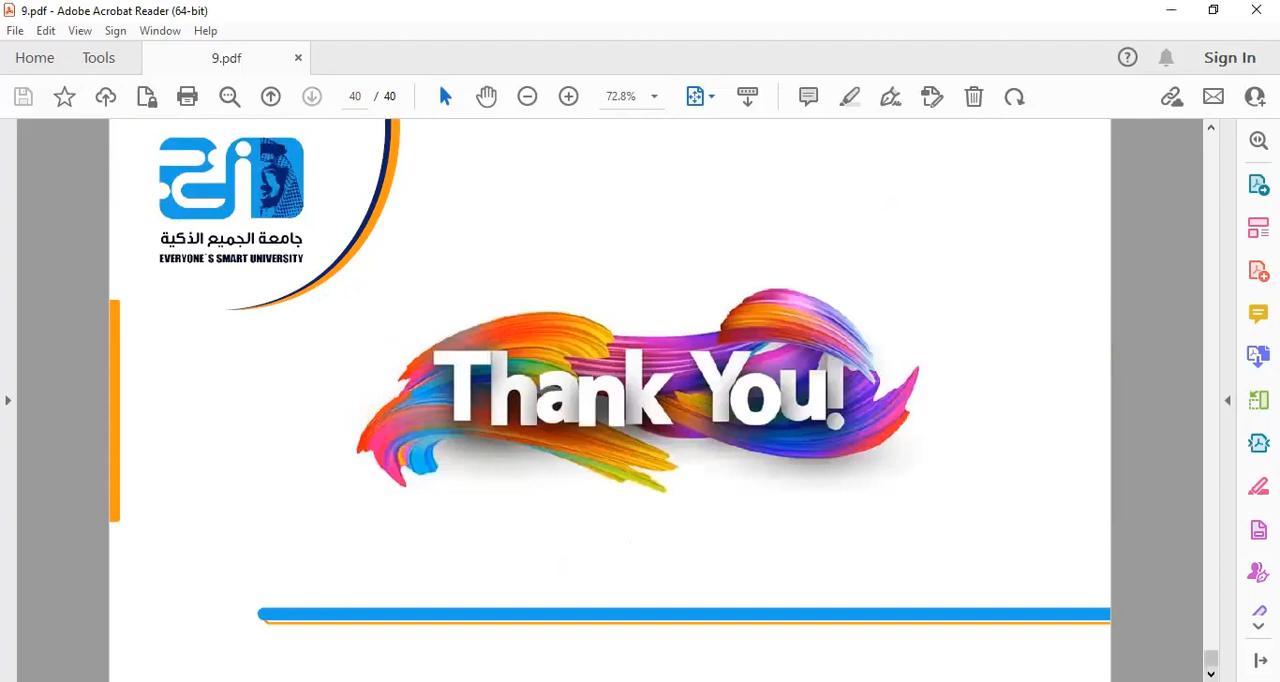 9.pdf - Adobe Acrobat Reader (64-bit)
File Edit View Sign Window Help
Home Tools 9.pdf Sign In
40 / 40 72.8%
جامعة الجميع الذكية
EVERYONE`S SMART UNIVERSITY
Thank You!